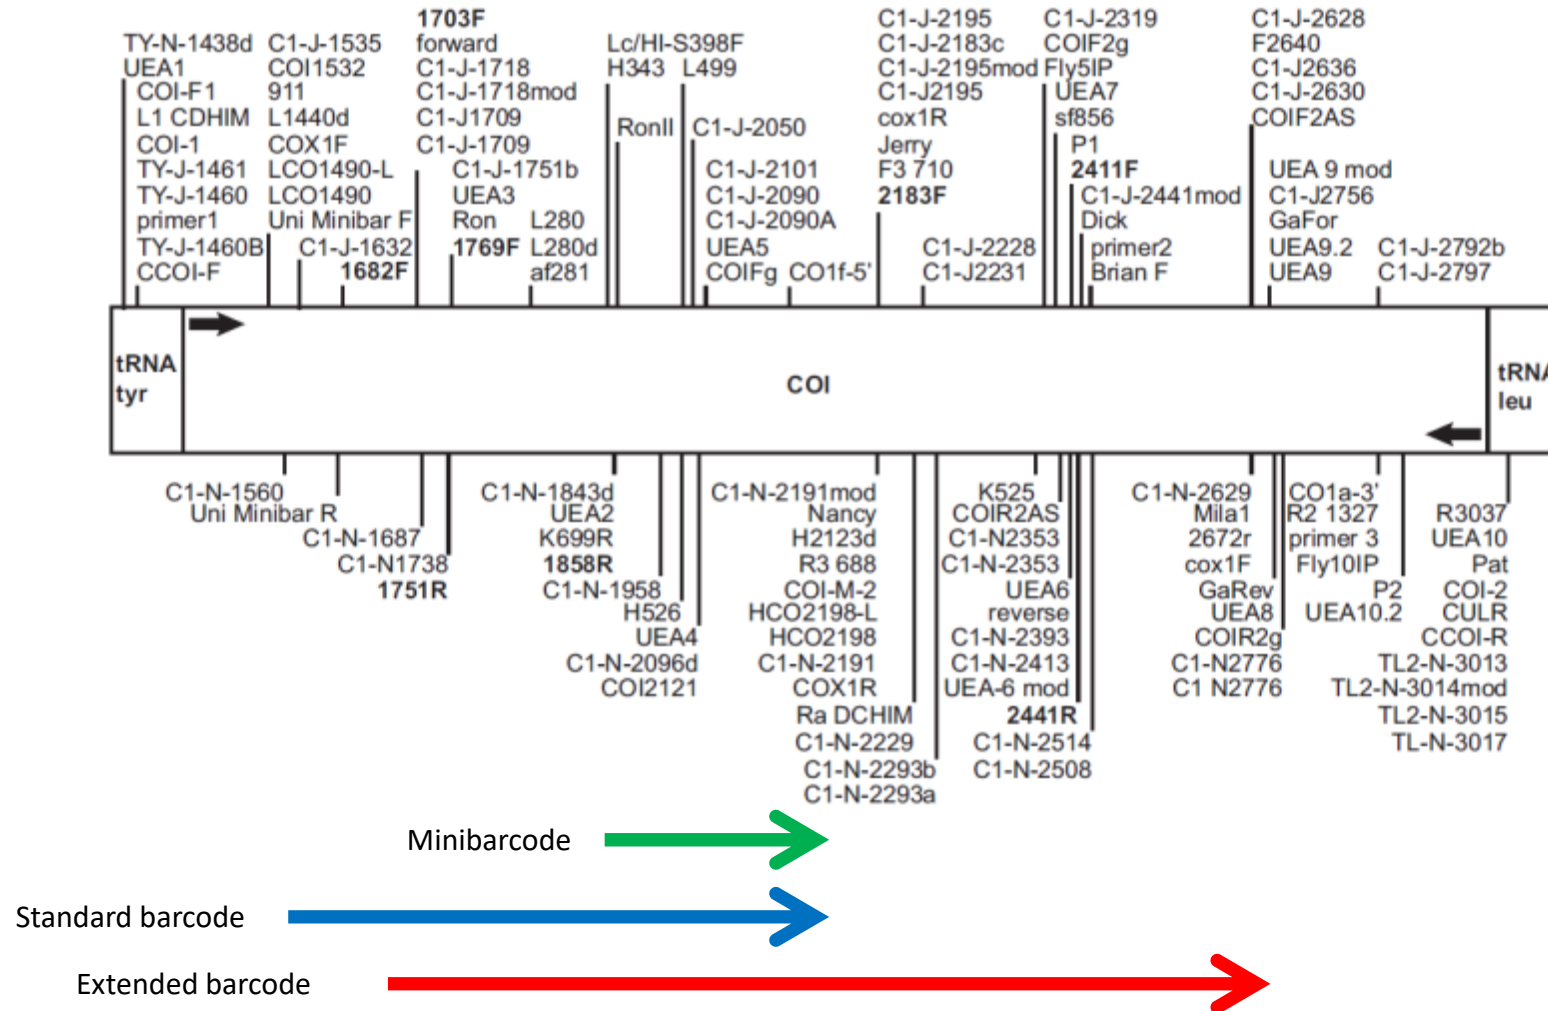 TY-N-1438d
UEA1
COI-F1
L1 CDHIM
COI-1
TY-J-1461
TY-J-1460
primer1
TY-J-1460B
CCOI-F
C1-J-1535
COI1532
911
L1440d
COX1F
LCO1490-L
LCO1490
Uni Minibar F
C1-J-1632
1682F
1703F
forward
C1-J-1718
C1-J-1718mod
C1-J1709
C1-J-1709
C1-J-1751b
UEA3
Ron
1769F
L280
L280d
af281
Lc/HI-S398F
H343
L499
RonII
C1-J-2050
C1-J-2101
C1-J-2090
C1-J-2090A
UEA5
COIFg
CO1f-5'
C1-J-2195
C1-J-2183c
C1-J-2195mod
C1-J2195
cox1R
Jerry
F3 710
2183F
C1-J-2228
C1-J2231
C1-J-2319
COIF2g
Fly5IP
UEA7
sf856
P1
2411F
C1-J-2441mod
Dick
primer2
Brian F
C1-J-2628
F2640
C1-J2636
C1-J-2630
COIF2AS
UEA 9 mod
C1-J2756
GaFor
UEA9.2
UEA9
C1-J-2792b
C1-J-2797
tRNA
tyr
COI
tRNA
leu
C1-N-1560
Uni Minibar R
C1-N-1687
C1-N1738
1751R
C1-N-1843d
UEA2
K699R
1858R
C1-N-1958
H526
UEA4
C1-N-2096d
COI2121
C1-N-2191mod
Nancy
H2123d
R3 688
COI-M-2
HCO2198-L
HCO2198
C1-N-2191
COX1R
Ra DCHIM
C1-N-2229
C1-N-2293b
C1-N-2293a
K525
COIR2AS
C1-N2353
C1-N-2353
UEA6
reverse
C1-N-2393
C1-N-2413
UEA-6 mod
2441R
C1-N-2514
C1-N-2508
C1-N-2629
Mila1
2672r
cox1F
GaRev
UEA8
COIR2g
C1-N2776
C1 N2776
CO1a-3'
R2 1327
primer 3
Fly10IP
P2
UEA10.2
R3037
UEA10
Pat
COI-2
CULR
CCOI-R
TL2-N-3013
TL2-N-3014mod
TL2-N-3015
TL-N-3017
Minibarcode
Standard barcode
Extended barcode